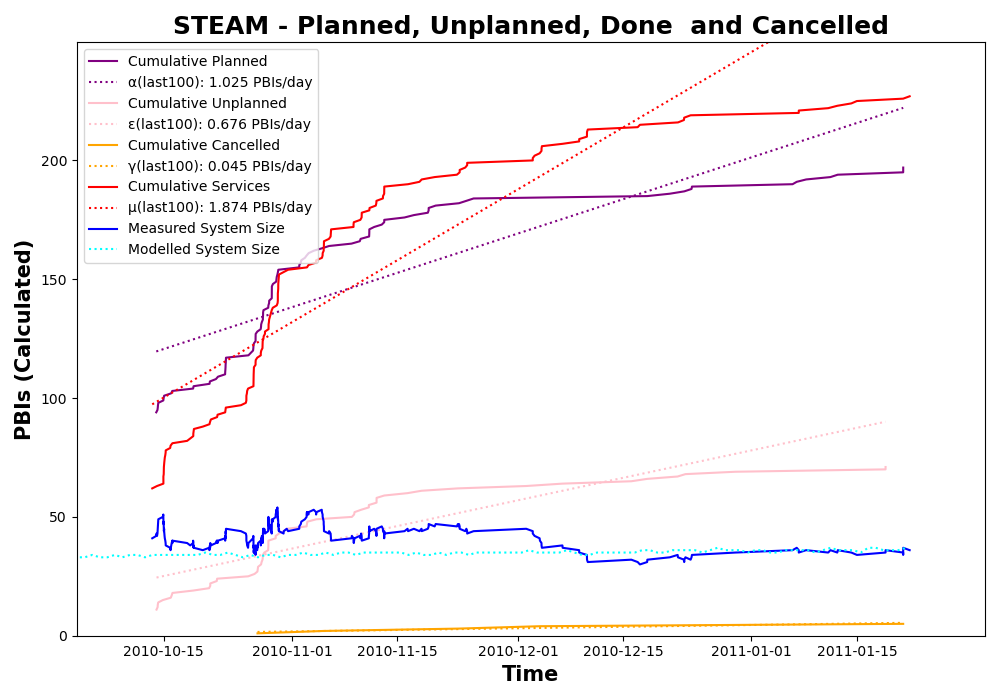 STEAM - Planned, Unplanned, Done  and Cancelled
Cumulative Planned
α(last100): 1.025 PBIs/day
Cumulative Unplanned
ε(last100): 0.676 PBIs/day
Cumulative Cancelled
γ(last100): 0.045 PBIs/day
Cumulative Services
μ(last100): 1.874 PBIs/day
Measured System Size
Modelled System Size
PBIs (Calculated)
200
150
100
50
0
2010-10-15
2010-11-01
2010-11-15
2010-12-01
2010-12-15
2011-01-01
2011-01-15
Time